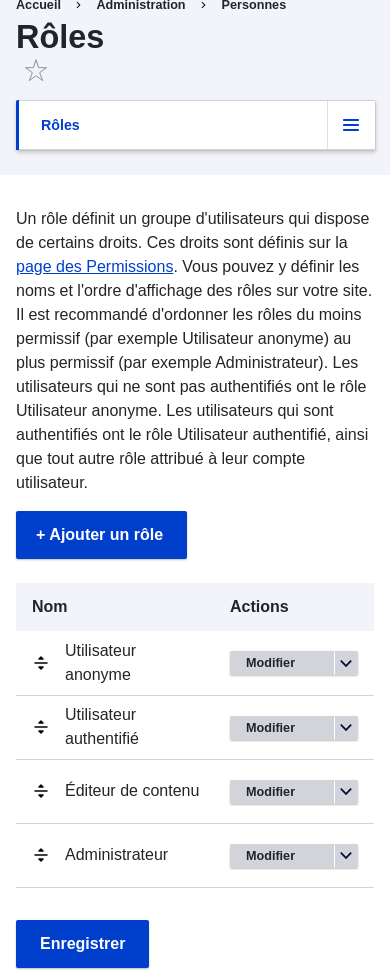 Accueil > Administration > Personnes
Rôles
Rôles
Un rôle définit un groupe d'utilisateurs qui dispose
de certains droits. Ces droits sont définis sur la
page des Permissions. Vous pouvez y définir les
noms et l'ordre d'affichage des rôles sur votre site.
Il est recommandé d'ordonner les rôles du moins
permissif (par exemple Utilisateur anonyme) au
plus permissif (par exemple Administrateur). Les
utilisateurs qui ne sont pas authentifiés ont le rôle
Utilisateur anonyme. Les utilisateurs qui sont
authentifiés ont le rôle Utilisateur authentifié, ainsi
que tout autre rôle attribué à leur compte
utilisateur.
+ Ajouter un rôle
Nom Actions
Utilisateur
anonyme
Modifier
Utilisateur
authentifié
Modifier
Éditeur de contenu Modifier
Administrateur Modifier
Enregistrer